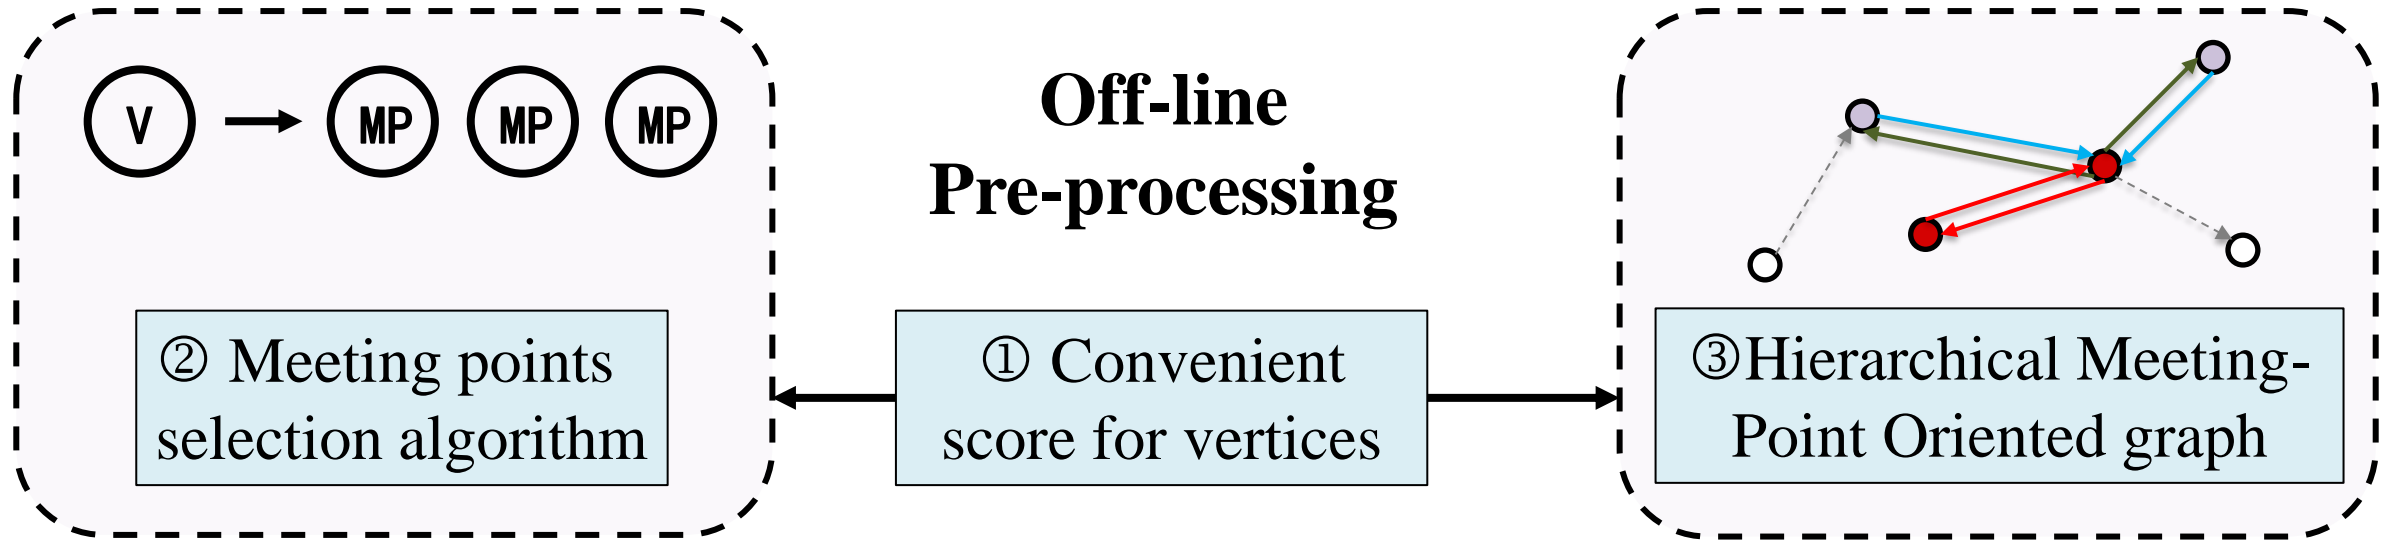 V MP MP MP
② Meeting points
selection algorithm
Off-line
Pre-processing
① Convenient
score for vertices
③Hierarchical Meeting-
Point Oriented graph